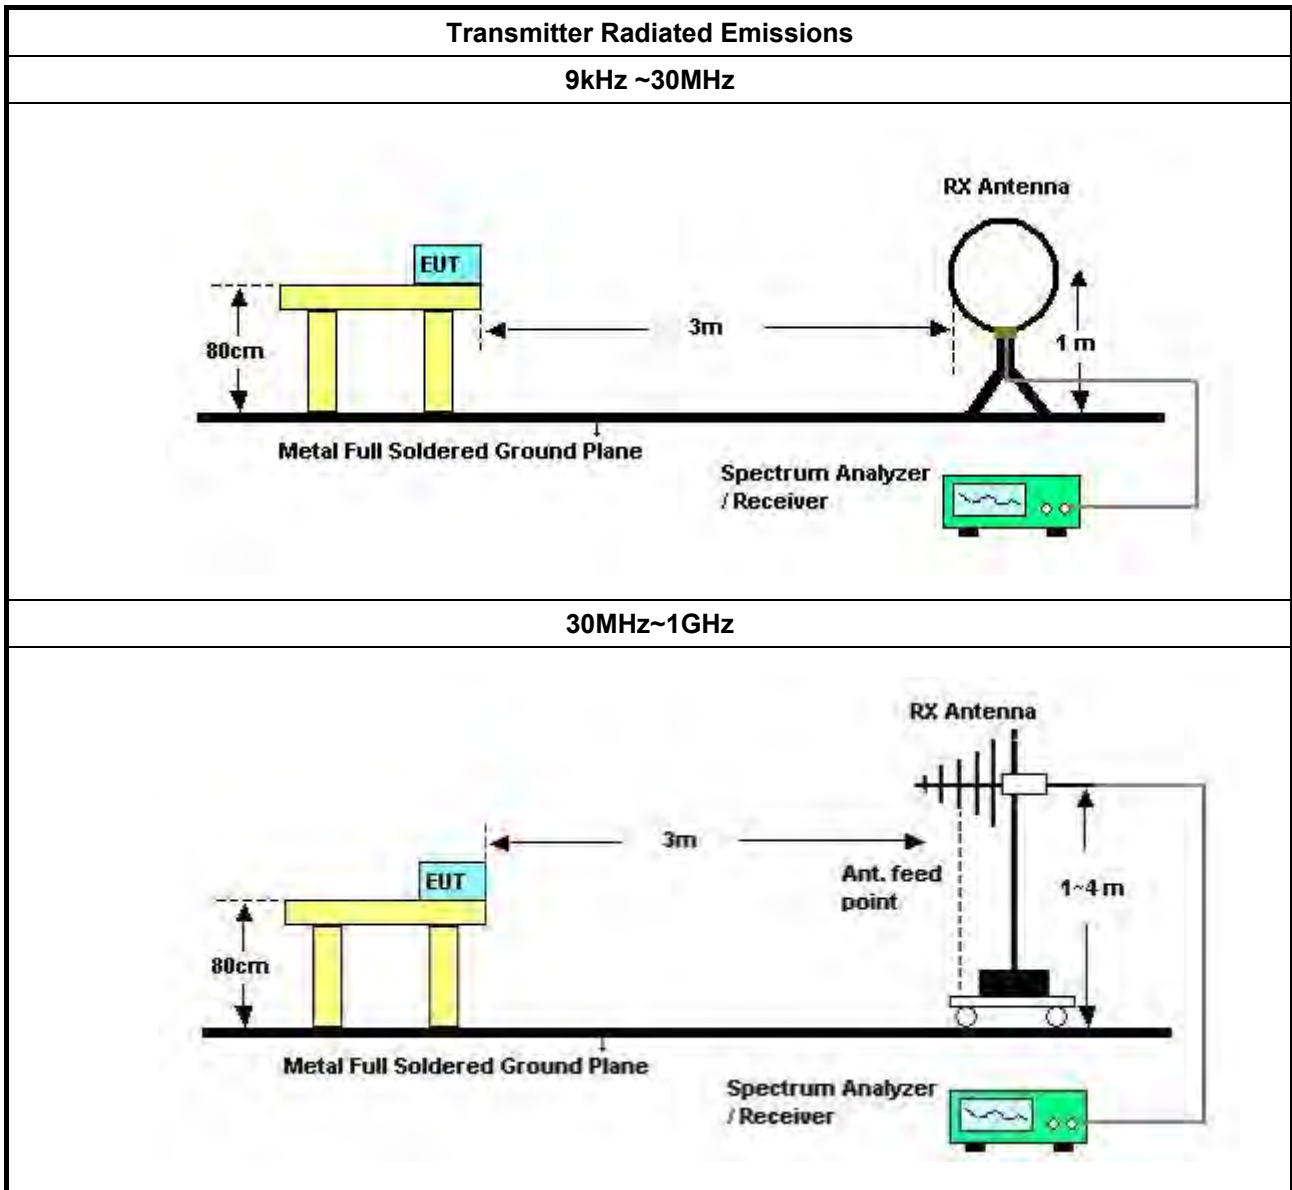 Transmitter Radiated Emissions
9kHz ~30MHz
RX Antenna
EUT
3m
80cm
1 m
Metal Full Soldered Ground Plane
Spectrum Analyzer
/ Receiver
30MHz~1GHz
RX Antenna
3m
EUT
Ant. feed
point
1~4 m
80cm
Metal Full Soldered Ground Plane
Spectrum Analyzer
/ Receiver